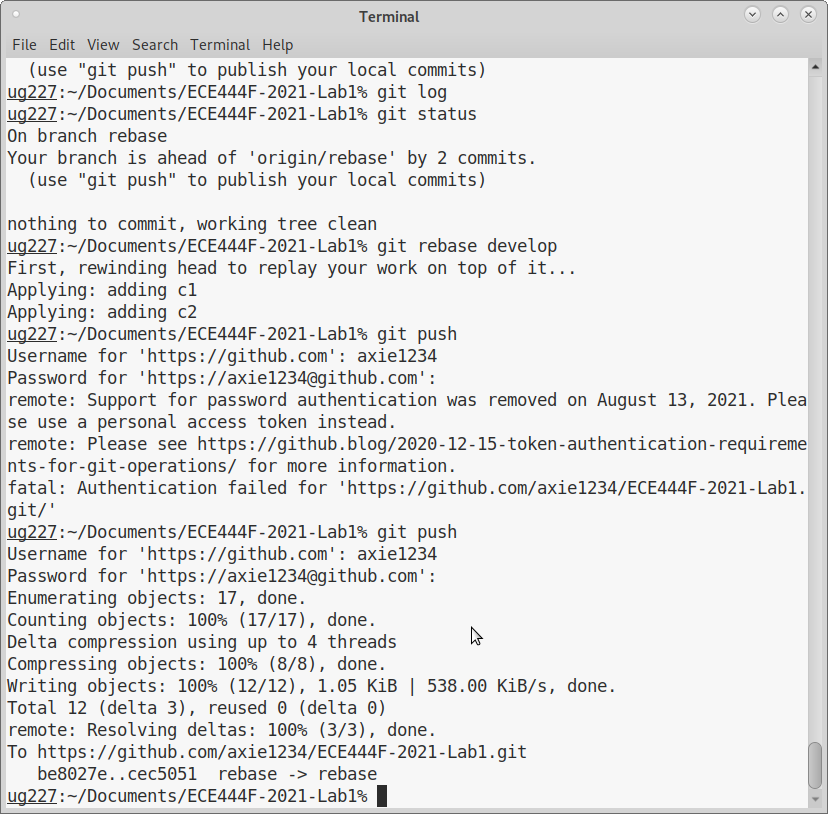 Terminal
File Edit View Search Terminal Help
  (use "git push" to publish your local commits)
ug227:~/Documents/ECE444F-2021-Lab1% git log
ug227:~/Documents/ECE444F-2021-Lab1% git status
On branch rebase
Your branch is ahead of 'origin/rebase' by 2 commits.
  (use "git push" to publish your local commits)

nothing to commit, working tree clean
ug227:~/Documents/ECE444F-2021-Lab1% git rebase develop
First, rewinding head to replay your work on top of it...
Applying: adding c1
Applying: adding c2
ug227:~/Documents/ECE444F-2021-Lab1% git push
Username for 'https://github.com': axie1234
Password for 'https://axie1234@github.com':
remote: Support for password authentication was removed on August 13, 2021. Plea
se use a personal access token instead.
remote: Please see https://github.blog/2020-12-15-token-authentication-requireme
nts-for-git-operations/ for more information.
fatal: Authentication failed for 'https://github.com/axie1234/ECE444F-2021-Lab1.
git/'
ug227:~/Documents/ECE444F-2021-Lab1% git push
Username for 'https://github.com': axie1234
Password for 'https://axie1234@github.com':
Enumerating objects: 17, done.
Counting objects: 100% (17/17), done.
Delta compression using up to 4 threads
Compressing objects: 100% (8/8), done.
Writing objects: 100% (12/12), 1.05 KiB | 538.00 KiB/s, done.
Total 12 (delta 3), reused 0 (delta 0)
remote: Resolving deltas: 100% (3/3), done.
To https://github.com/axie1234/ECE444F-2021-Lab1.git
   be8027e..cec5051  rebase -> rebase
ug227:~/Documents/ECE444F-2021-Lab1%